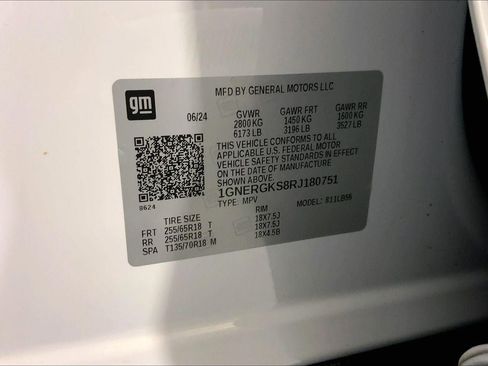 gm
MFD BY GENERAL MOTORS LLC
06/24 GVWR GAWR FRT GAWR RR
2800 KG 1450 KG 1600 KG
6173 LB 3196 LB 3527 LB
THIS VEHICLE CONFORMS TO ALL
APPLICABLE U.S. FEDERAL MOTOR
VEHICLE SAFETY STANDARDS IN EFFECT
ON THE DATE OF MANUFACTURE
SHOWN ABOVE.
1GNERGKS8RJ180751
TYPE: MPV MODEL: 811LB56
8624
TIRE SIZE RIM
FRT 255/65R18 T 18X7.5J
RR 255/65R18 T 18X7.5J
SPA T135/70R18 M 18X4.5B